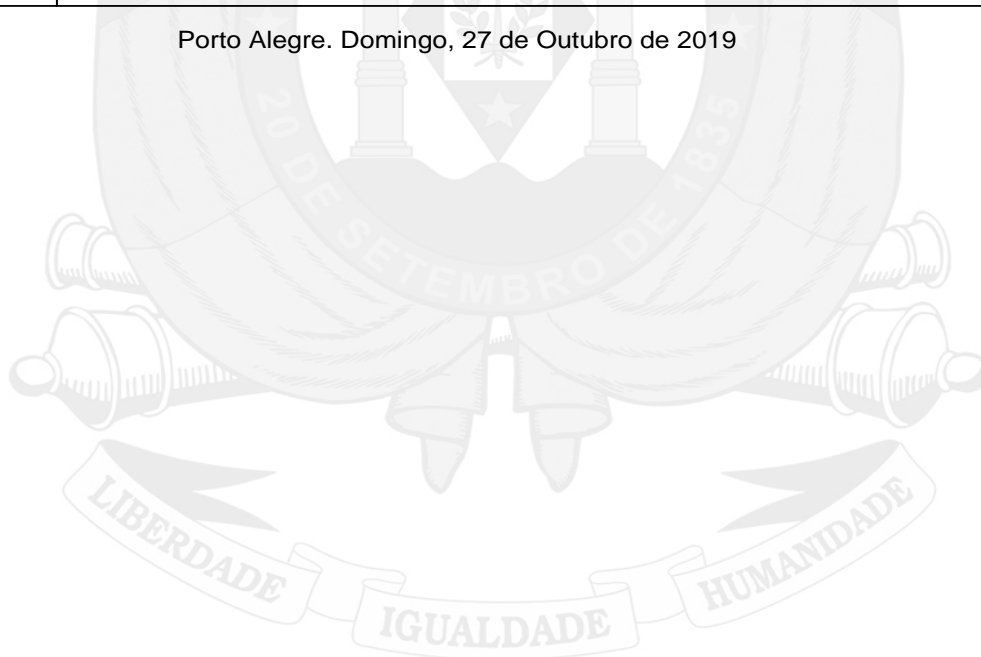 Porto Alegre. Domingo, 27 de Outubro de 2019
20 DE SETEMBRO DE 1835
LIBERDADE
IGUALDADE
HUMANIDADE